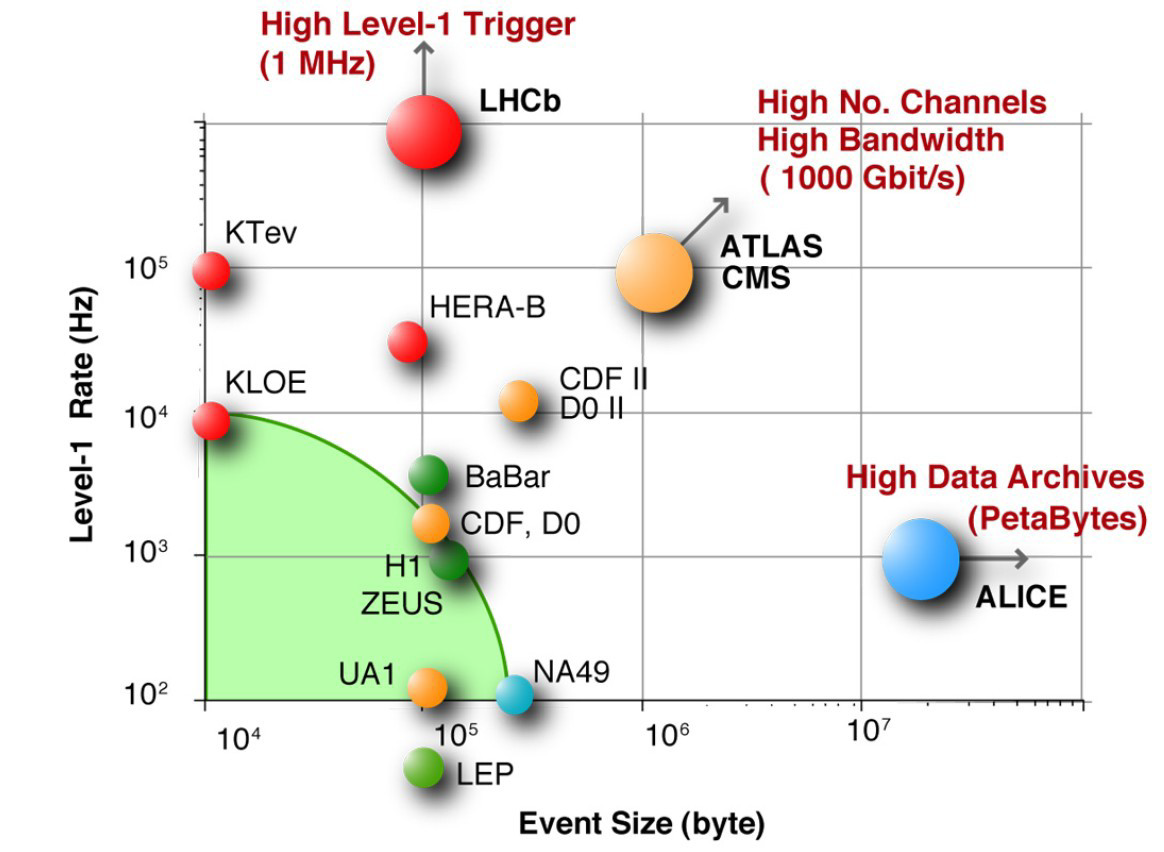 High Level-1 Trigger
(1 MHz)
LHCb
High No. Channels
High Bandwidth
( 1000 Gbit/s)
KTev
ATLAS
CMS
10⁵
HERA-B
KLOE
CDF II
D0 II
10⁴
Level-1 Rate (Hz)
BaBar
High Data Archives
(PetaBytes)
CDF, D0
10³
H1
ZEUS
ALICE
UA1
NA49
10²
10⁴
10⁵
10⁶
10⁷
LEP
Event Size (byte)